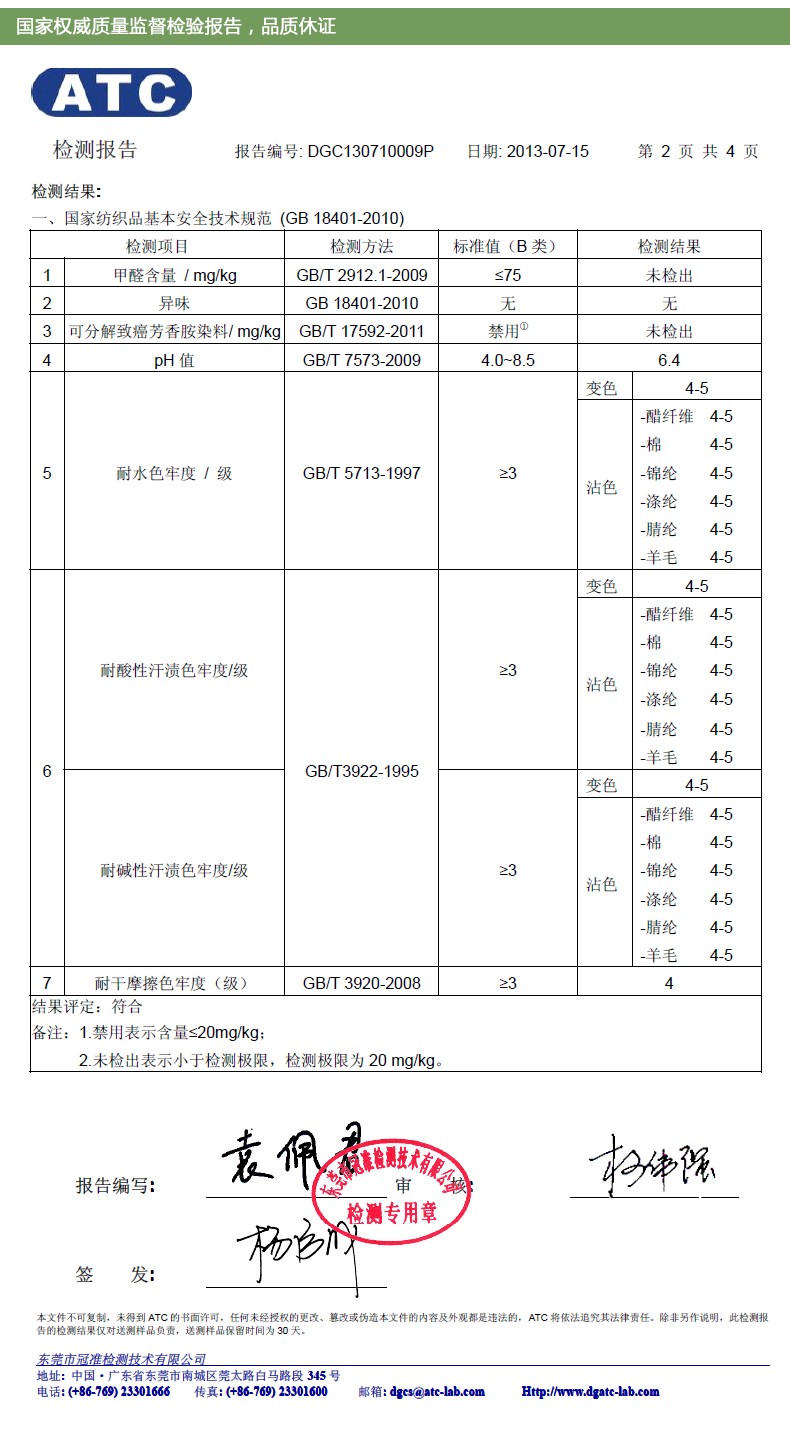 国家权威质量监督检验报告，品质休证
ATC
检测报告 报告编号: DGC130710009P 日期: 2013-07-15 第 2 页 共 4 页
检测结果:
一、国家纺织品基本安全技术规范 (GB 18401-2010)
检测项目 检测方法 标准值（B 类） 检测结果
1 甲醛含量 / mg/kg GB/T 2912.1-2009 ≤75 未检出
2 异味 GB 18401-2010 无 无
3 可分解致癌芳香胺染料/ mg/kg GB/T 17592-2011 禁用① 未检出
4 pH 值 GB/T 7573-2009 4.0~8.5 6.4
5 耐水色牢度 / 级 GB/T 5713-1997 ≥3
变色 4-5
沾色
-醋纤维 4-5
-棉 4-5
-锦纶 4-5
-涤纶 4-5
-腈纶 4-5
-羊毛 4-5
6 耐酸性汗渍色牢度/级 GB/T3922-1995 ≥3
变色 4-5
沾色
-醋纤维 4-5
-棉 4-5
-锦纶 4-5
-涤纶 4-5
-腈纶 4-5
-羊毛 4-5
耐碱性汗渍色牢度/级 ≥3
变色 4-5
沾色
-醋纤维 4-5
-棉 4-5
-锦纶 4-5
-涤纶 4-5
-腈纶 4-5
-羊毛 4-5
7 耐干摩擦色牢度（级） GB/T 3920-2008 ≥3 4
结果评定：符合
备注：1.禁用表示含量≤20mg/kg；
2.未检出表示小于检测极限，检测极限为 20 mg/kg。
报告编写: 袁佩君 审 核:
东莞市冠准检测技术有限公司
检测专用章
签 发:
本文件不可复制，未得到 ATC 的书面许可，任何未经授权的更改、篡改或伪造本文件的内容及外观都是违法的，ATC 将依法追究其法律责任。除非另作说明，此检测报
告的检测结果仅对送测样品负责，送测样品保留时间为 30 天。
东莞市冠准检测技术有限公司
地址: 中国·广东省东莞市南城区莞太路白马路段 345 号
电话: (+86-769) 23301666 传真: (+86-769) 23301600 邮箱: dgcs@atc-lab.com Http://www.dgatc-lab.com